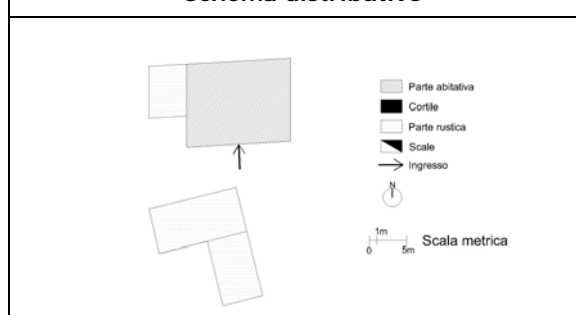 Schema distributivo
Parte abitativa
Cortile
Parte rustica
Scale
Ingresso
N
1m
0 5m
Scala metrica